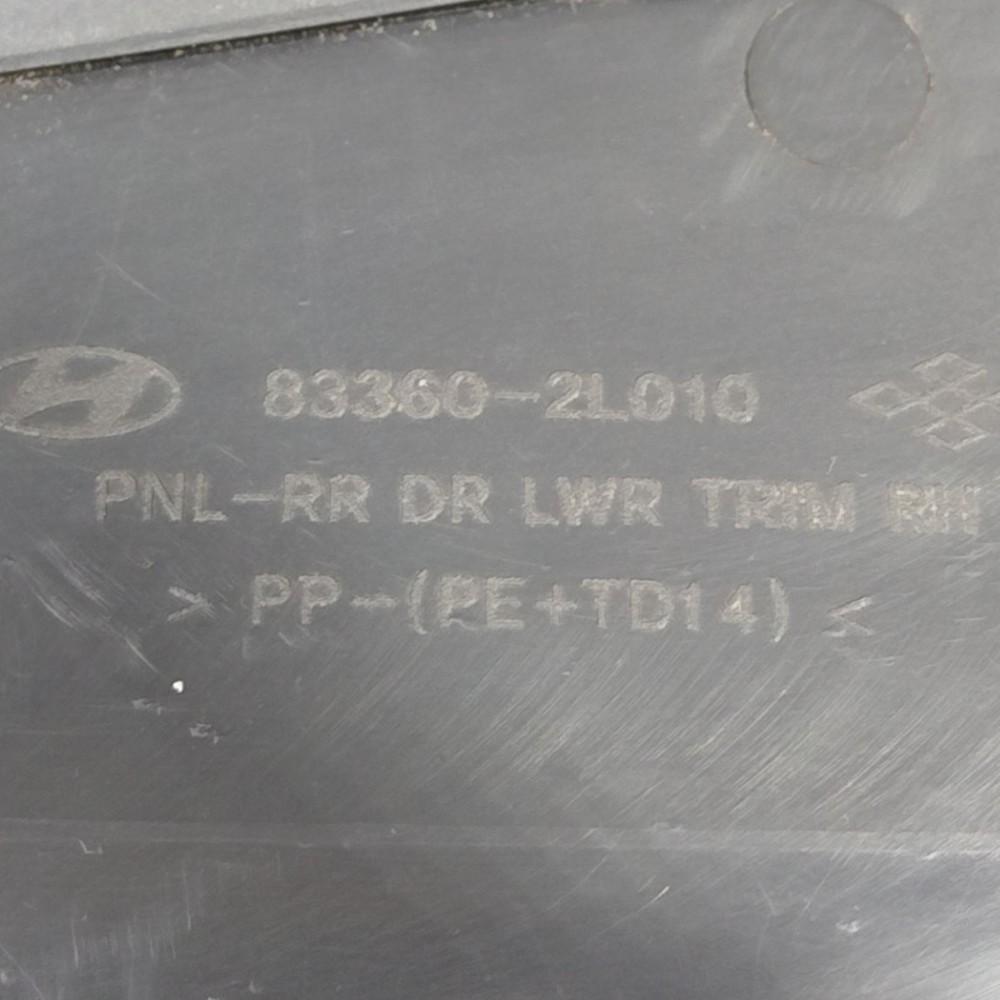 83360-2L010
PNL-RR DR LWR TRIM RH
> PP-(PE+TD14) <